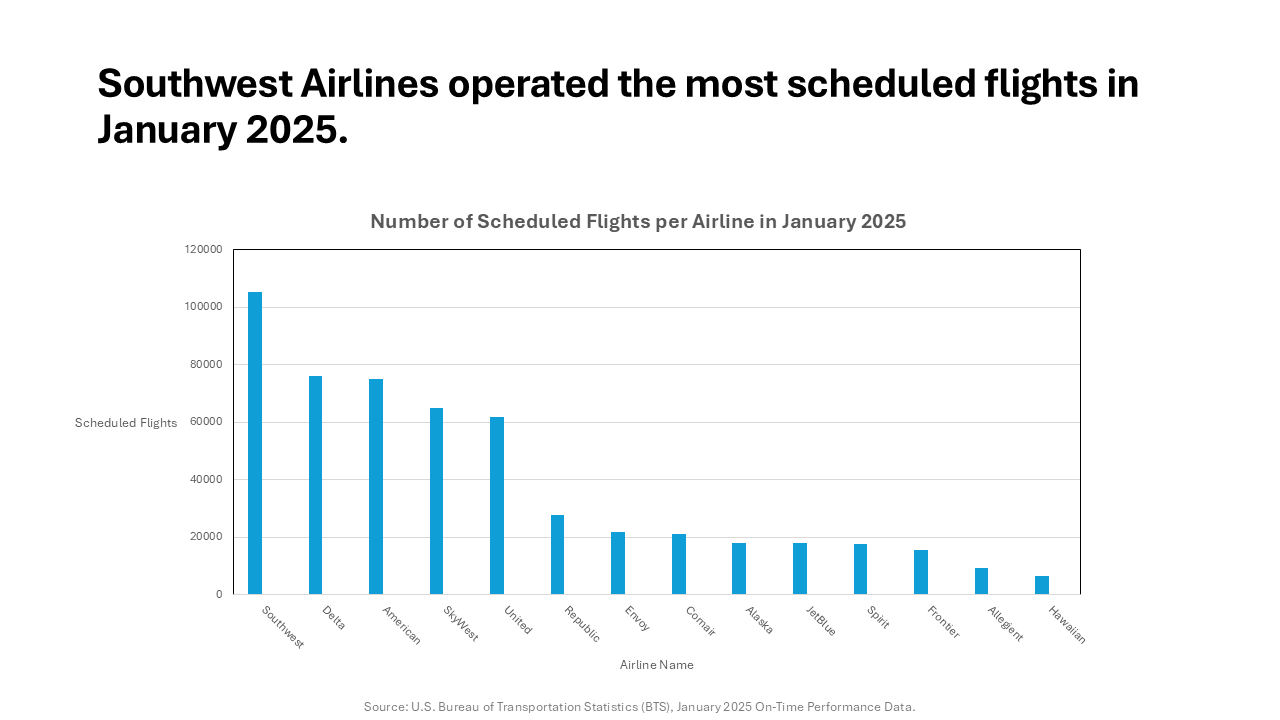 Southwest Airlines operated the most scheduled flights in
January 2025.
Number of Scheduled Flights per Airline in January 2025
120000
100000
80000
60000
40000
20000
0
Scheduled Flights
Southwest
Delta
American
SkyWest
United
Republic
Envoy
Comair
Alaska
JetBlue
Spirit
Frontier
Allegient
Hawaiian
Airline Name
Source: U.S. Bureau of Transportation Statistics (BTS), January 2025 On-Time Performance Data.